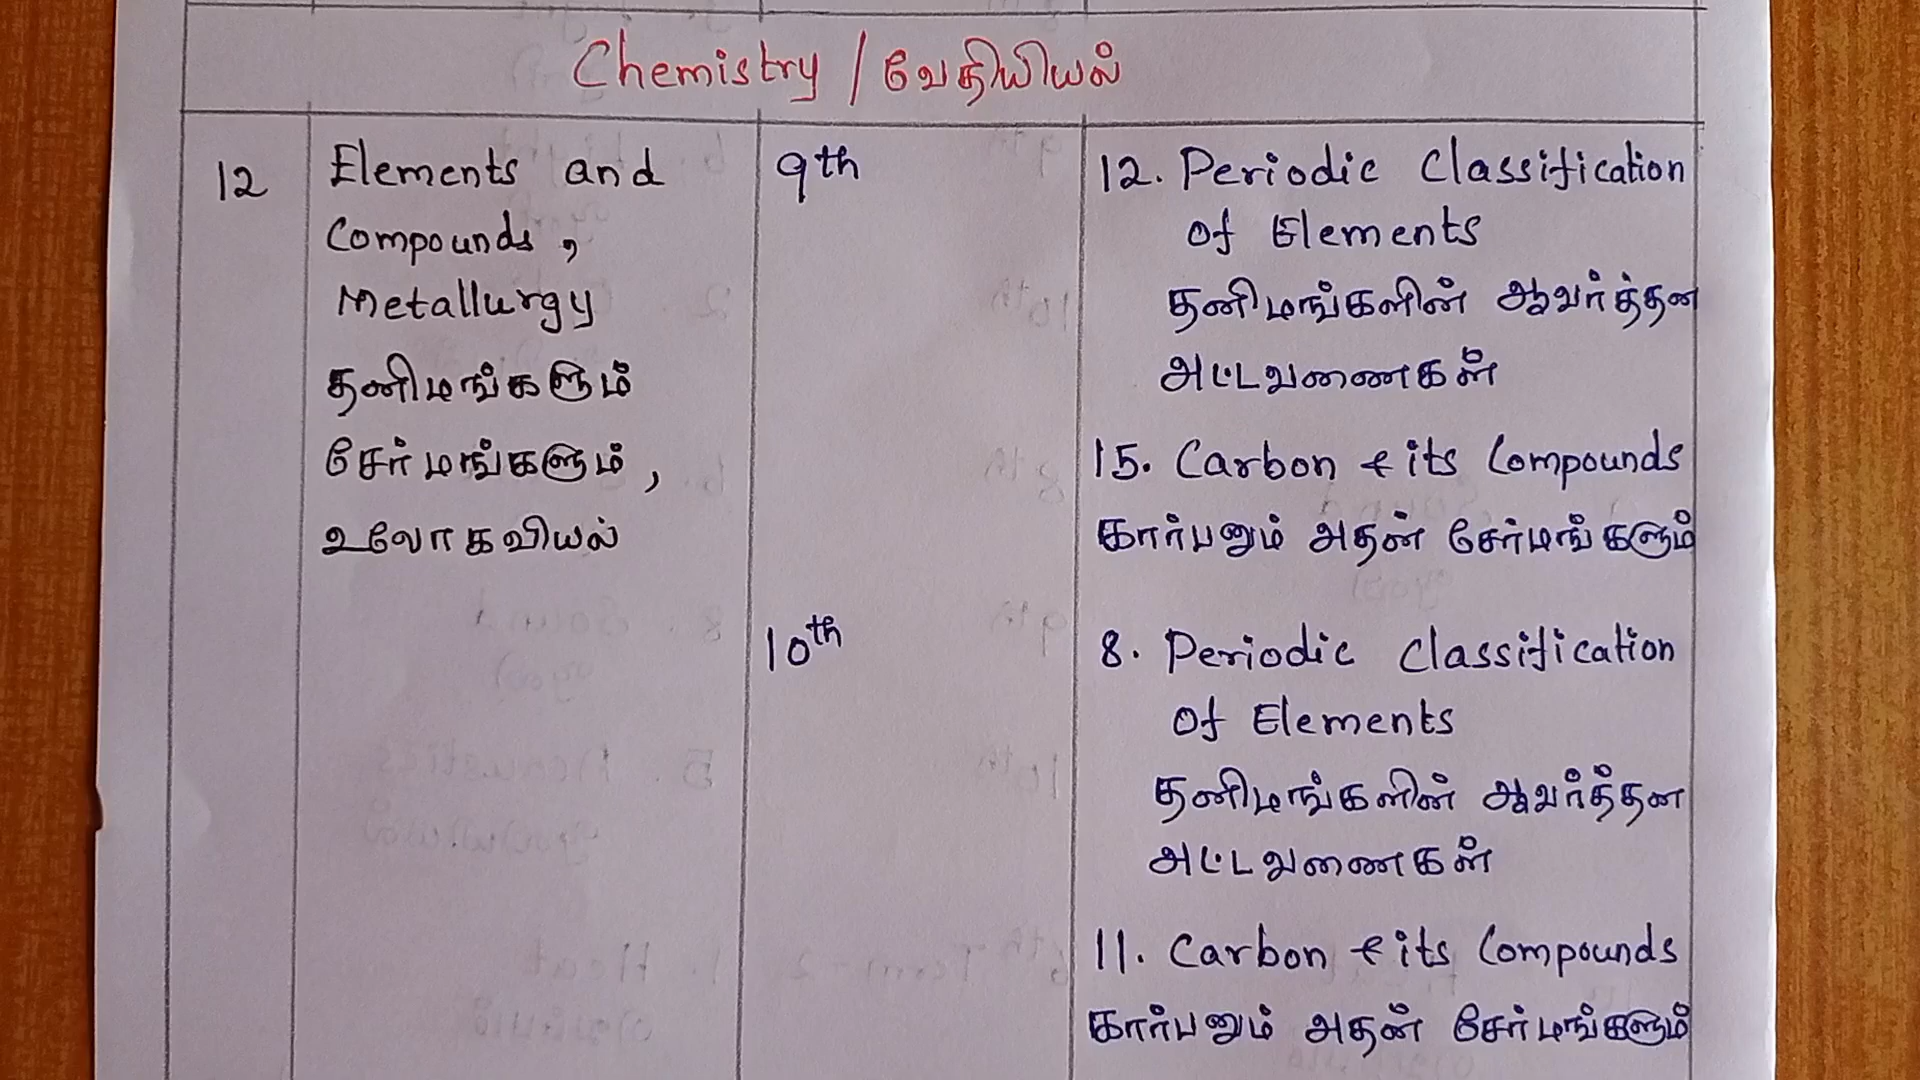 Chemistry / வேதியியல்
12
Elements and
Compounds,
Metallurgy
தனிமங்களும்
சேர்மங்களும்,
உலோகவியல்
9th
12. Periodic Classification
of Elements
தனிமங்களின் ஆவர்த்தன
அட்டவணைகள்
15. Carbon & its Compounds
கார்பனும் அதன் சேர்மங்களும்
10th
8. Periodic Classification
of Elements
தனிமங்களின் ஆவர்த்தன
அட்டவணைகள்
11. Carbon & its Compounds
கார்பனும் அதன் சேர்மங்களும்